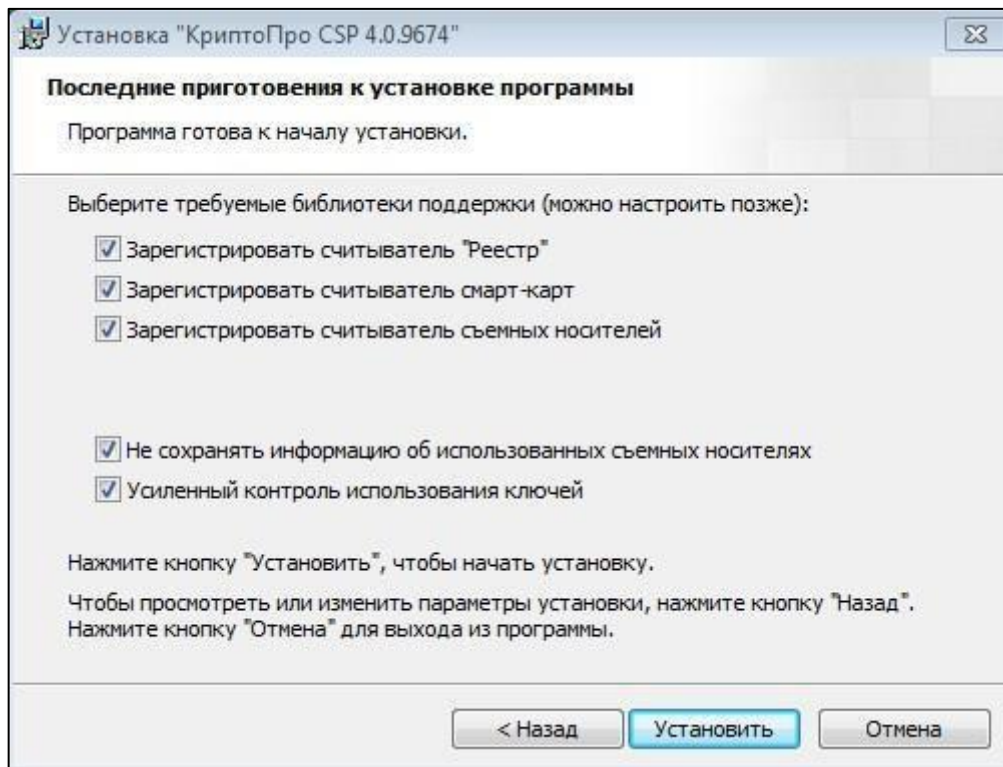 Установка "КриптоПро CSP 4.0.9674"
Последние приготовения к установке программы
Программа готова к началу установки.
Выберите требуемые библиотеки поддержки (можно настроить позже):
Зарегистрировать считыватель "Реестр"
Зарегистрировать считыватель смарт-карт
Зарегистрировать считыватель съемных носителей
Не сохранять информацию об использованных съемных носителях
Усиленный контроль использования ключей
Нажмите кнопку "Установить", чтобы начать установку.
Чтобы просмотреть или изменить параметры установки, нажмите кнопку "Назад".
Нажмите кнопку "Отмена" для выхода из программы.
< Назад
Установить
Отмена